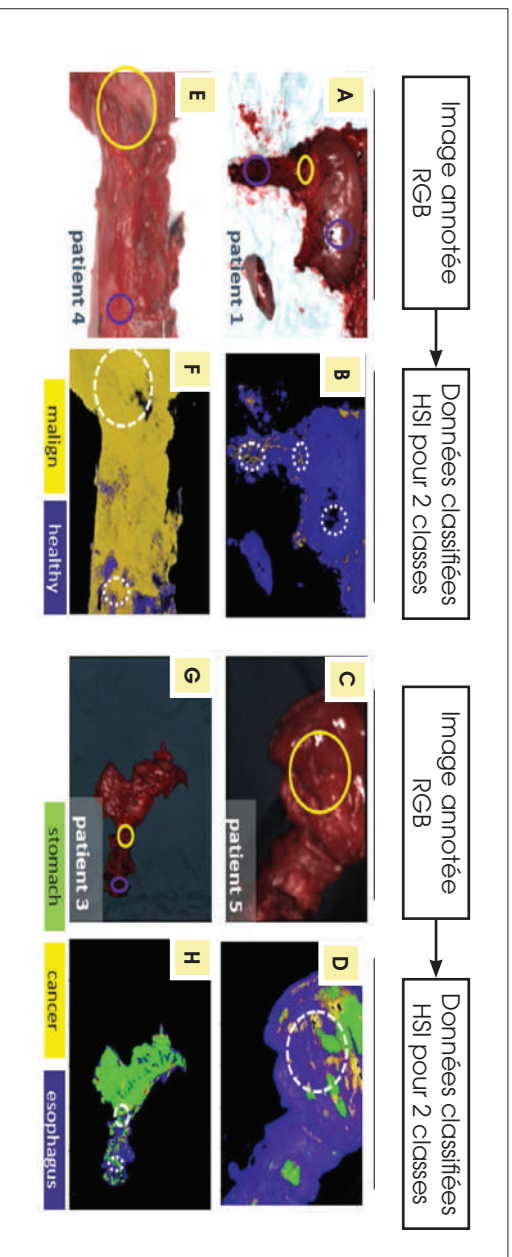 Image annotée
RGB
Données classifiées
HSI pour 2 classes
Image annotée
RGB
Données classifiées
HSI pour 2 classes
A
patient 1
B
C
patient 5
D
E
patient 4
F
G
patient 3
H
malign
healthy
stomach
cancer
esophagus